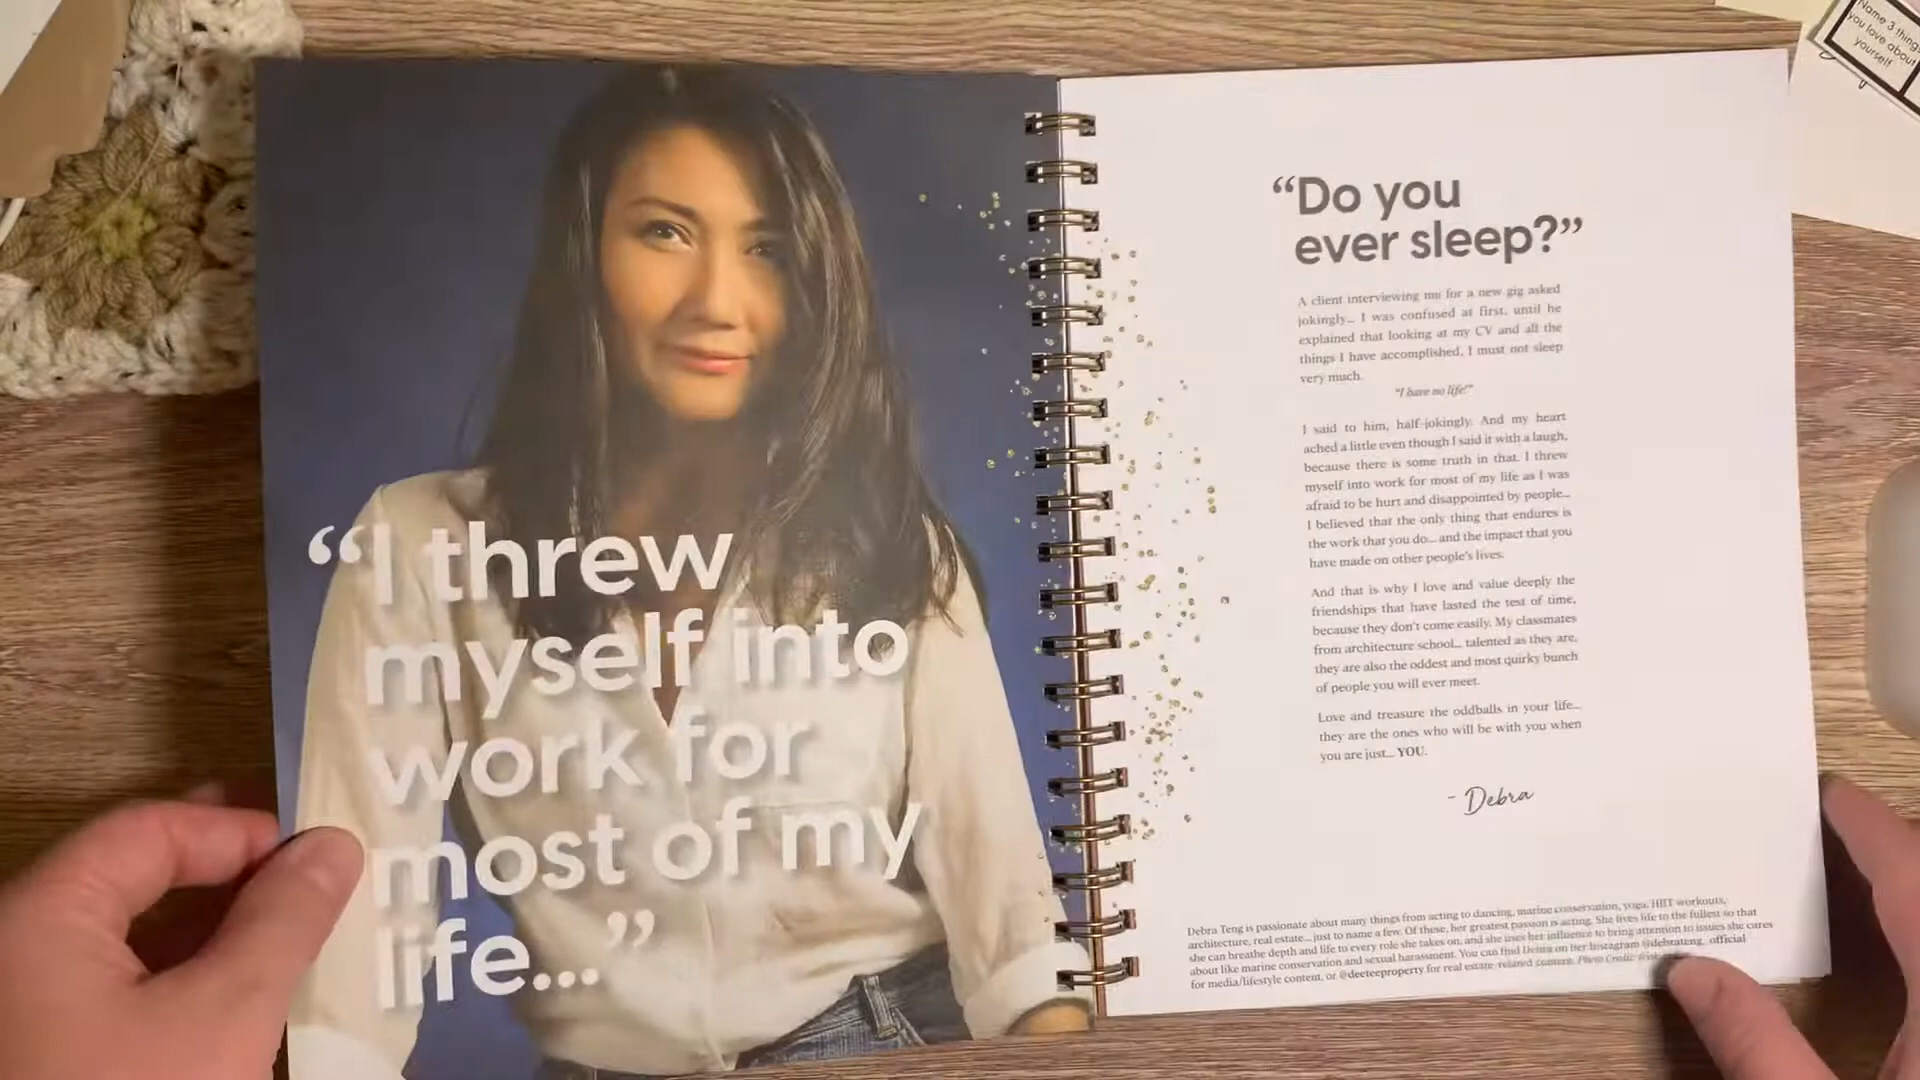 “I threw
myself into
work for
most of my
life...”
“Do you
ever sleep?”
A client interviewing me for a new gig asked
jokingly... I was confused at first, until he
explained that looking at my CV and all the
things I have accomplished, I must not sleep
very much.
"I have no life!"
I said to him, half-jokingly. And my heart
ached a little even though I said it with a laugh,
because there is some truth in that. I threw
myself into work for most of my life as I was
afraid to be hurt and disappointed by people...
I believed that the only thing that endures is
the work that you do... and the impact that you
have made on other people's lives.
And that is why I love and value deeply the
friendships that have lasted the test of time,
because they don't come easily. My classmates
from architecture school... talented as they are,
they are also the oddest and most quirky bunch
of people you will ever meet.
Love and treasure the oddballs in your life...
they are the ones who will be with you when
you are just... YOU.
- Debra
Debra Teng is passionate about many things from acting to dancing, marine conservation, yoga, HIIT workouts,
architecture, real estate... just to name a few. Of these, her greatest passion is acting. She lives life to the fullest so that
she can breathe depth and life to every role she takes on, and she uses her influence to bring attention to issues she cares
about like marine conservation and sexual harassment. You can find Debra on her Instagram @debrateng_official
for media/lifestyle content, or @deeteeproperty for real estate-related content. Photo Credit:
Name 3 things
you love about
yourself